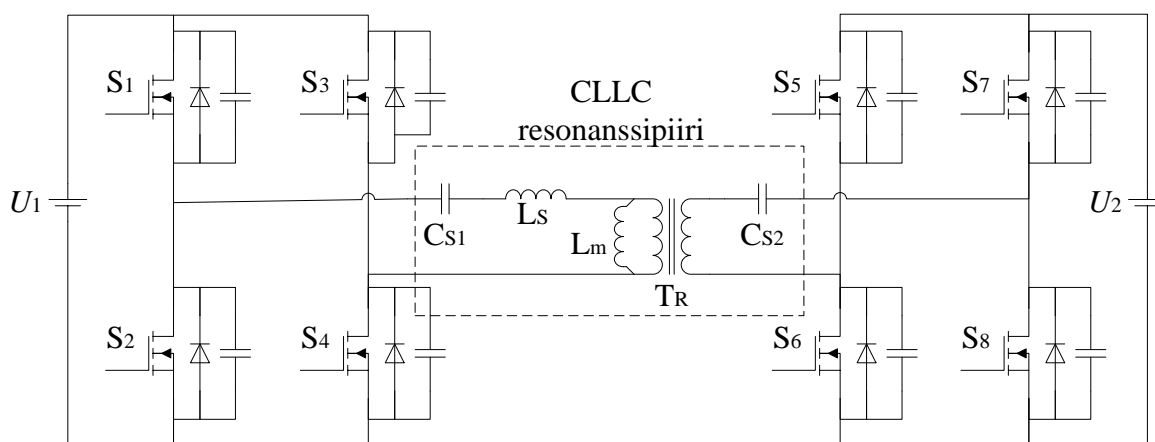 S1
S3
CLLC
resonanssipiiri
S5
S7
U1
CS1
LS
Lm
CS2
U2
TR
S2
S4
S6
S8